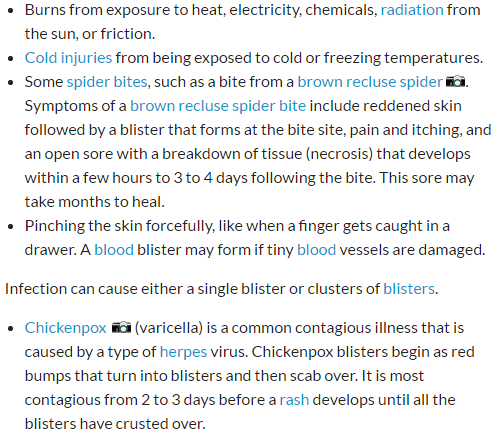 Burns from exposure to heat, electricity, chemicals, radiation from
the sun, or friction.
Cold injuries from being exposed to cold or freezing temperatures.
Some spider bites, such as a bite from a brown recluse spider.
Symptoms of a brown recluse spider bite include reddened skin
followed by a blister that forms at the bite site, pain and itching, and
an open sore with a breakdown of tissue (necrosis) that develops
within a few hours to 3 to 4 days following the bite. This sore may
take months to heal.
Pinching the skin forcefully, like when a finger gets caught in a
drawer. A blood blister may form if tiny blood vessels are damaged.
Infection can cause either a single blister or clusters of blisters.
Chickenpox (varicella) is a common contagious illness that is
caused by a type of herpes virus. Chickenpox blisters begin as red
bumps that turn into blisters and then scab over. It is most
contagious from 2 to 3 days before a rash develops until all the
blisters have crusted over.